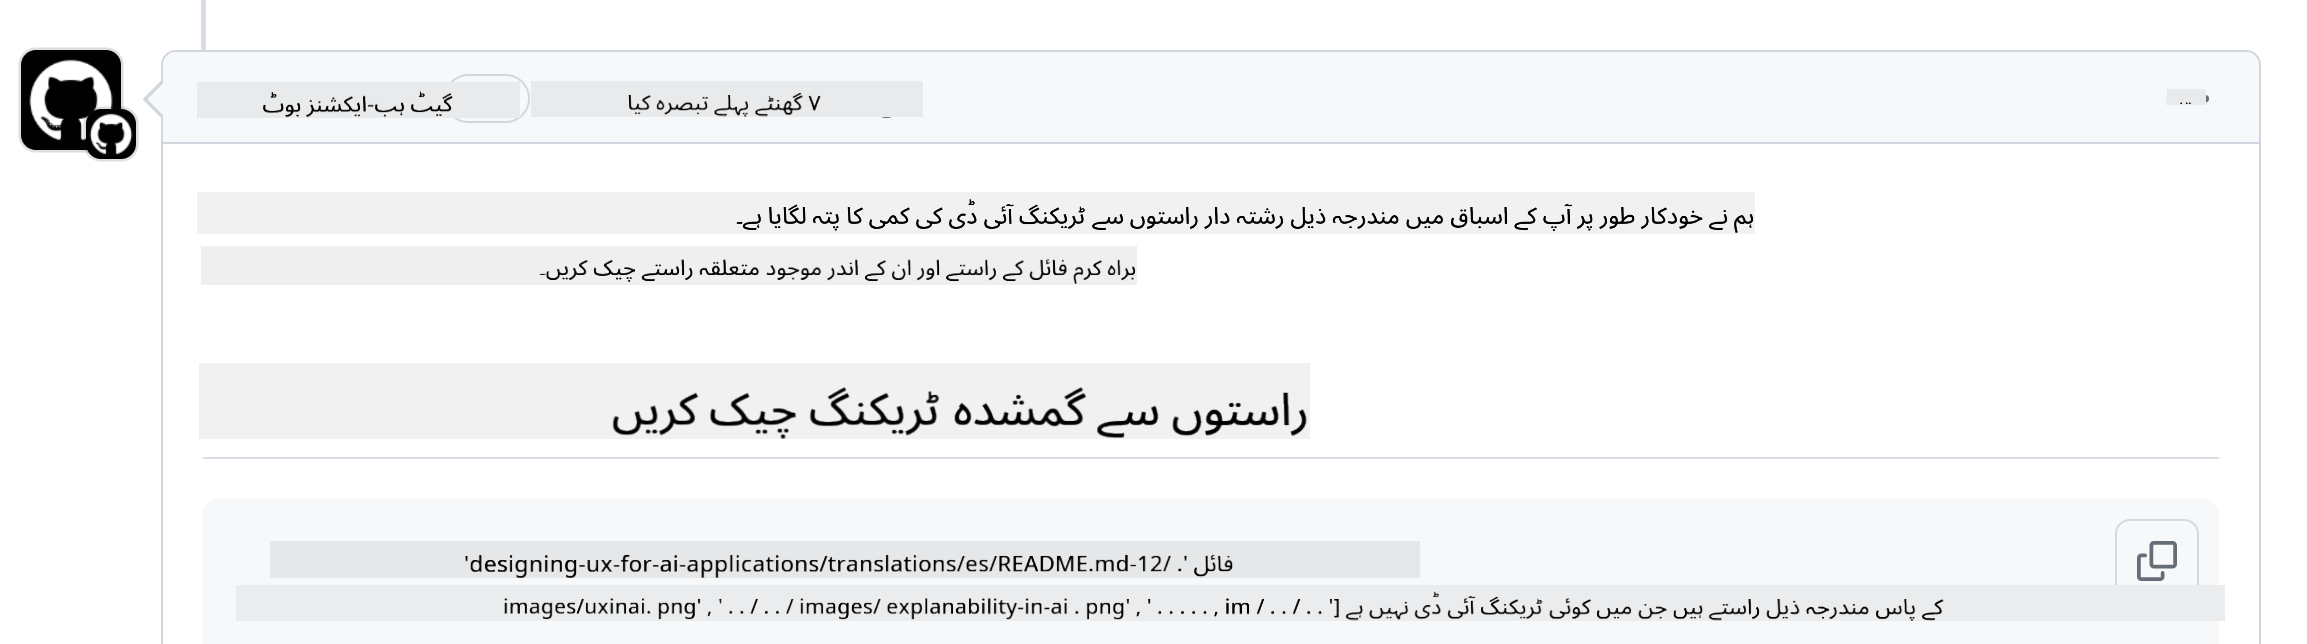 گیٹ ہب-ایکشنز بوٹ
۷ گھنٹے پہلے تبصرہ کیا
ہم نے خودکار طور پر آپ کے اسباق میں مندرجہ ذیل رشتہ دار راستوں سے ٹریکنگ آئی ڈی کی کمی کا پتہ لگایا ہے۔
براہ کرم فائل کے راستے اور ان کے اندر موجود متعلقہ راستے چیک کریں۔
راستوں سے گمشدہ ٹریکنگ چیک کریں
فائل '. /12-designing-ux-for-ai-applications/translations/es/README.md'
کے پاس مندرجہ ذیل راستے ہیں جن میں کوئی ٹریکنگ آئی ڈی نہیں ہے [' . . / . . / images/uxinai. png' , ' . . / . . / images/ explanability-in-ai . png' , ' . . . . . , im